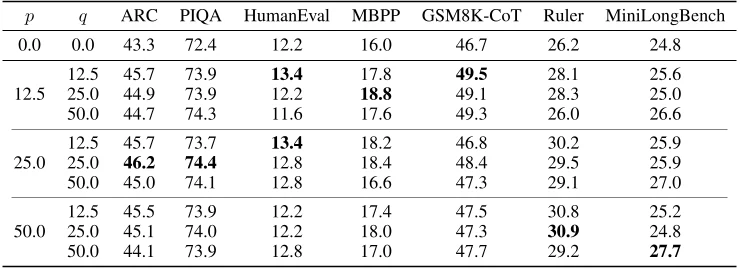 p q ARC PIQA HumanEval MBPP GSM8K-CoT Ruler MiniLongBench
0.0 0.0 43.3 72.4 12.2 16.0 46.7 26.2 24.8
12.5 45.7 73.9 13.4 17.8 49.5 28.1 25.6
12.5 25.0 44.9 73.9 12.2 18.8 49.1 28.3 25.0
50.0 44.7 74.3 11.6 17.6 49.3 26.0 26.6
12.5 45.7 73.7 13.4 18.2 46.8 30.2 25.9
25.0 25.0 46.2 74.4 12.8 18.4 48.4 29.5 25.9
50.0 45.0 74.1 12.8 16.6 47.3 29.1 27.0
12.5 45.5 73.9 12.2 17.4 47.5 30.8 25.2
50.0 25.0 45.1 74.0 12.2 18.0 47.3 30.9 24.8
50.0 44.1 73.9 12.8 17.0 47.7 29.2 27.7